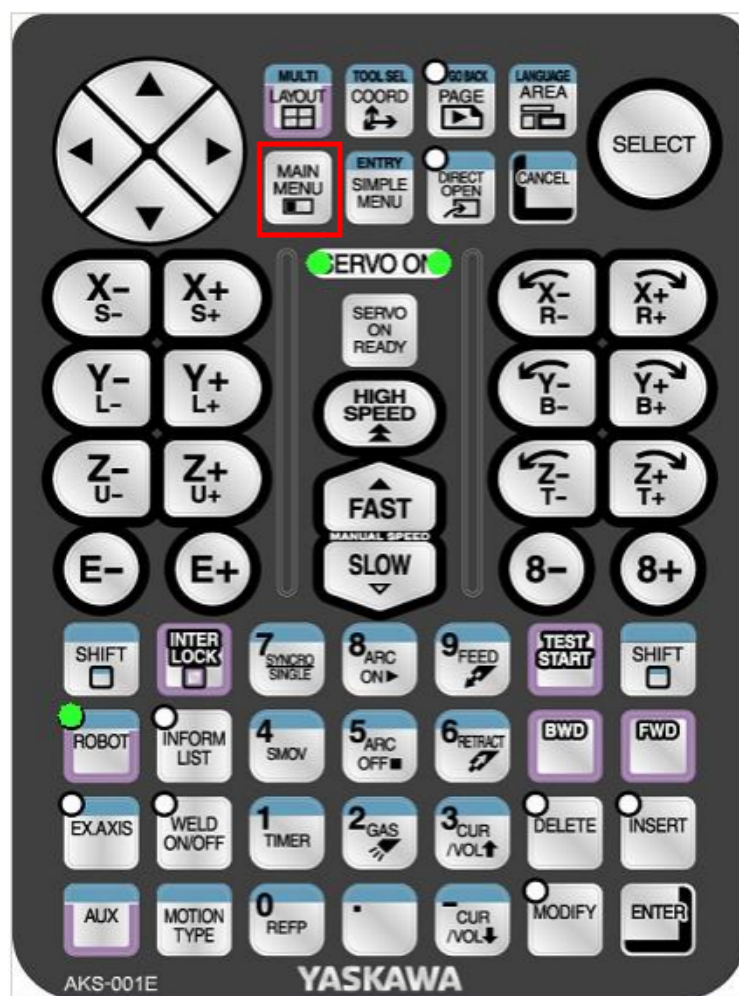 MULTI
LAYOUT
TOOL SEL
COORD
GO BACK
PAGE
LANGUAGE
AREA
SELECT
MAIN
MENU
ENTRY
SIMPLE
MENU
DIRECT
OPEN
CANCEL
SERVO ON
X-
S-
X+
S+
SERVO
ON
READY
X-
R-
X+
R+
Y-
L-
Y+
L+
HIGH
SPEED
Y-
B-
Y+
B+
Z-
U-
Z+
U+
FAST
MANUAL SPEED
SLOW
Z-
T-
Z+
T+
E-
E+
8-
8+
SHIFT
INTER
LOCK
7
SYNCRO
SINGLE
8
ARC
ON▶
9
FEED
TEST
START
SHIFT
ROBOT
INFORM
LIST
4
SMOV
5
ARC
OFF■
6
RETRACT
BWD
FWD
EX.AXIS
WELD
ON/OFF
1
TIMER
2
GAS
3
CUR
/VOL⬆
DELETE
INSERT
AUX
MOTION
TYPE
0
REFP
.
-
CUR
/VOL⬇
MODIFY
ENTER
AKS-001E
YASKAWA